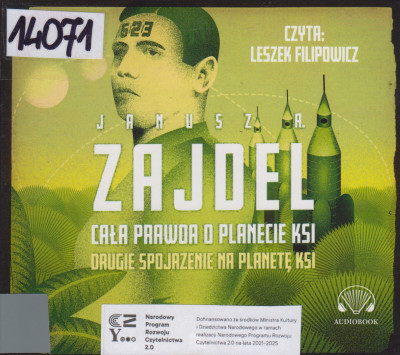 14071
623
CZYTA:
LESZEK FILIPOWICZ
JANUSZ A.
ZAJDEL
CAŁA PRAWDA O PLANECIE KSI
DRUGIE SPOJRZENIE NA PLANETĘ KSI
Narodowy
Program
Rozwoju
Czytelnictwa
2.0
Dofinansowano ze środków Ministra Kultury
i Dziedzictwa Narodowego w ramach
realizacji Narodowego Programu Rozwoju
Czytelnictwa 2.0 na lata 2021-2025
AUDIOBOOK